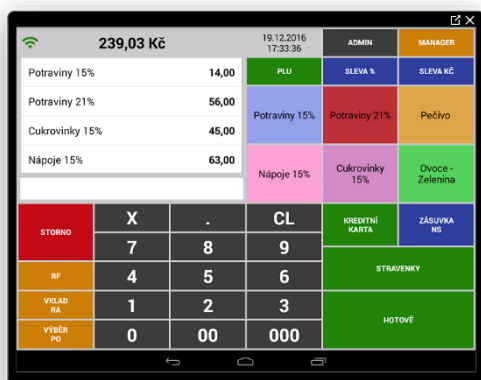 239,03 Kč
19.12.2016
17:33:36
ADMIN
MANAGER
Potraviny 15% 14,00
Potraviny 21% 56,00
Cukrovinky 15% 45,00
Nápoje 15% 63,00
PLU
SLEVA %
SLEVA KČ
Potraviny 15%
Potraviny 21%
Pečivo
Nápoje 15%
Cukrovinky
15%
Ovoce -
Zelenina
STORNO
X
.
CL
KREDITNÍ
KARTA
ZÁSUVKA
NS
7
8
9
RF
4
5
6
STRAVENKY
VKLAD
RA
1
2
3
HOTOVĚ
VÝBĚR
PO
0
00
000